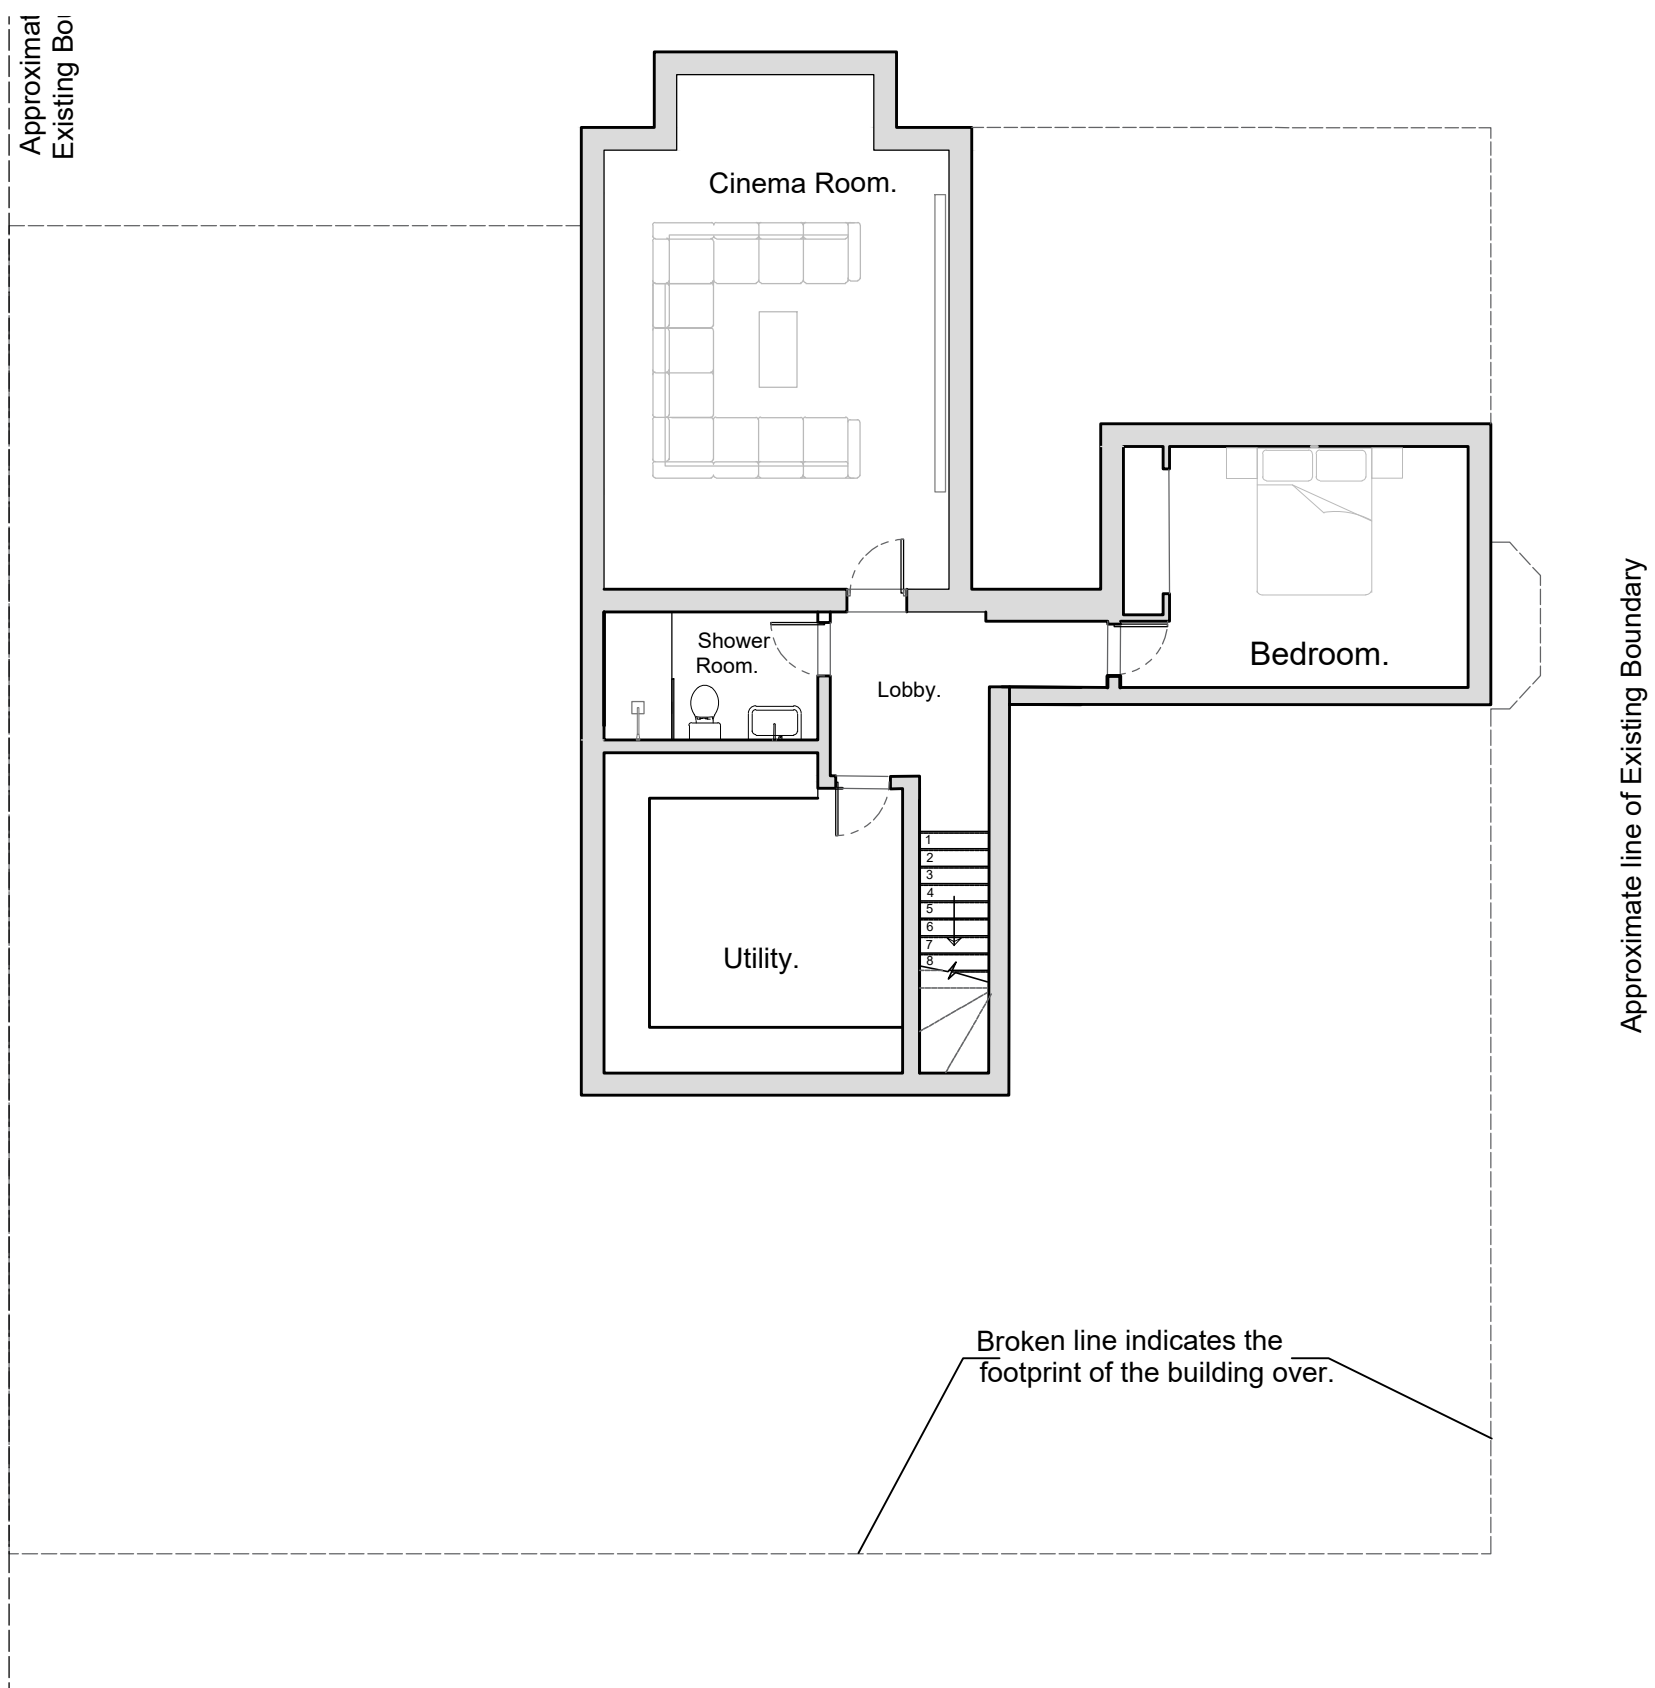 Approximat
Existing Bo
Cinema Room.
Shower
Room.
Lobby.
Bedroom.
Utility.
1
2
3
4
5
6
7
8
Approximate line of Existing Boundary
Broken line indicates the
footprint of the building over.